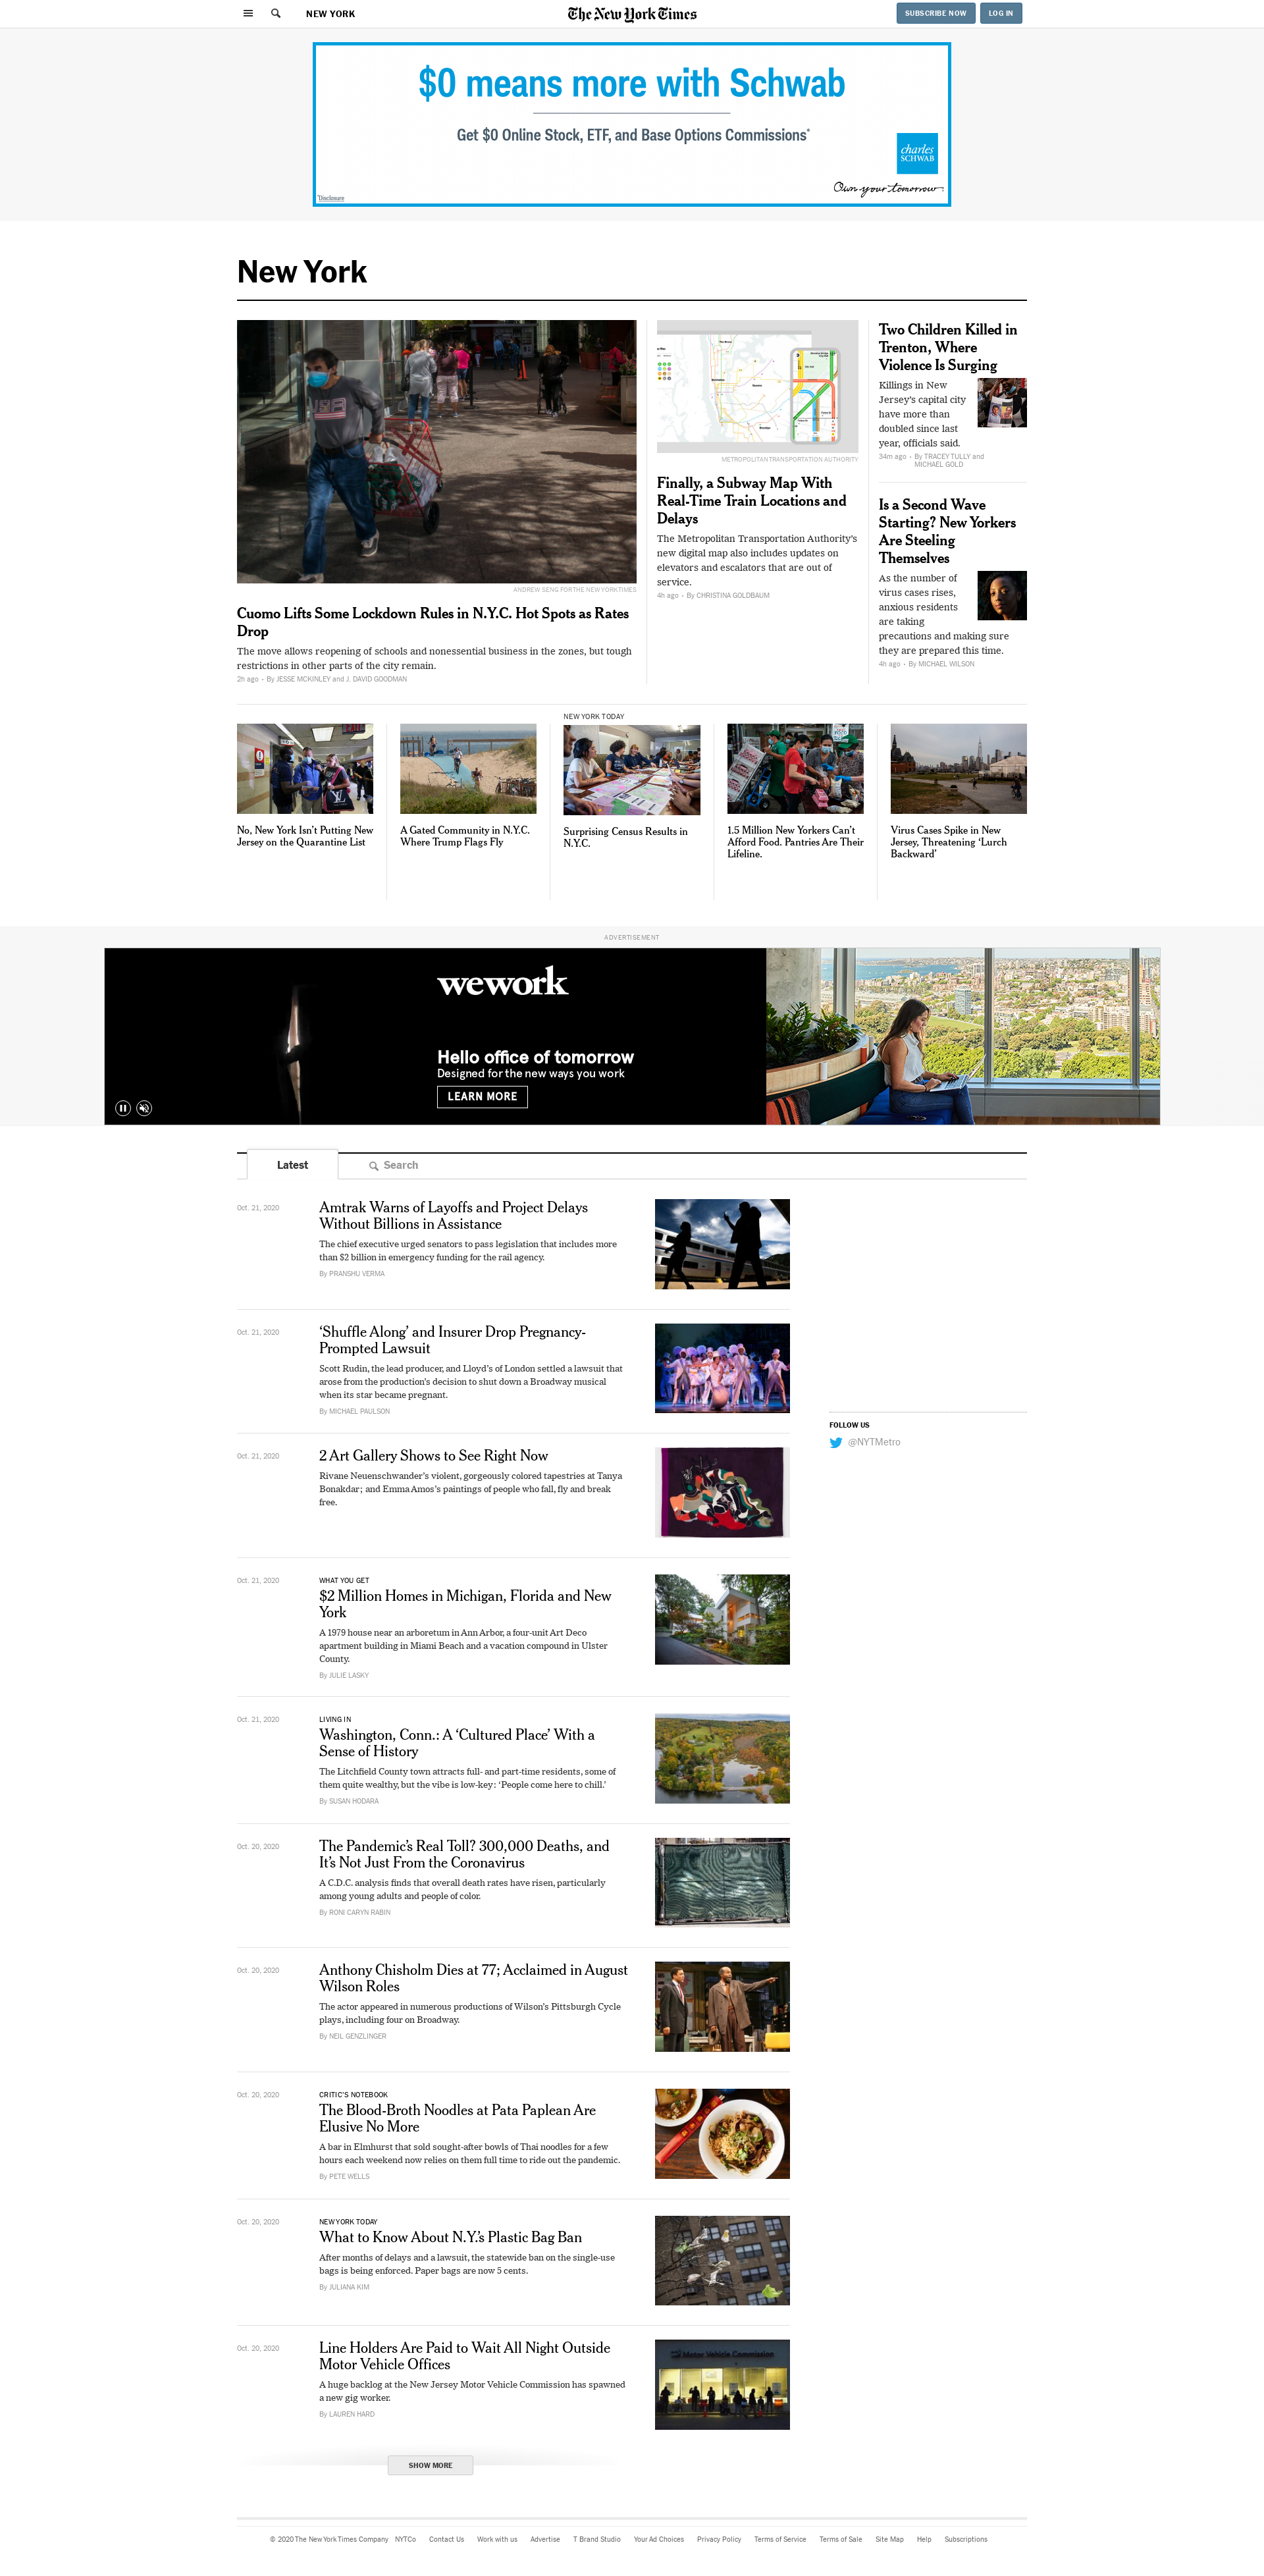 NEW YORK
The New York Times
SUBSCRIBE NOW
LOG IN
$0 means more with Schwab
Get $0 Online Stock, ETF, and Base Options Commissions*
charles
SCHWAB
Own your tomorrow
Disclosure
New York
METROPOLITAN TRANSPORTATION AUTHORITY
ANDREW SENG FOR THE NEW YORK TIMES
Cuomo Lifts Some Lockdown Rules in N.Y.C. Hot Spots as Rates
Drop
The move allows reopening of schools and nonessential business in the zones, but tough
restrictions in other parts of the city remain.
2h ago • By JESSE MCKINLEY and J. DAVID GOODMAN
Finally, a Subway Map With
Real-Time Train Locations and
Delays
The Metropolitan Transportation Authority's
new digital map also includes updates on
elevators and escalators that are out of
service.
4h ago • By CHRISTINA GOLDBAUM
Two Children Killed in
Trenton, Where
Violence Is Surging
Killings in New
Jersey's capital city
have more than
doubled since last
year, officials said.
34m ago • By TRACEY TULLY and
MICHAEL GOLD
Is a Second Wave
Starting? New Yorkers
Are Steeling
Themselves
As the number of
virus cases rises,
anxious residents
are taking
precautions and making sure
they are prepared this time.
4h ago • By MICHAEL WILSON
No, New York Isn't Putting New
Jersey on the Quarantine List
A Gated Community in N.Y.C.
Where Trump Flags Fly
NEW YORK TODAY
Surprising Census Results in
N.Y.C.
1.5 Million New Yorkers Can't
Afford Food. Pantries Are Their
Lifeline.
Virus Cases Spike in New
Jersey, Threatening ‘Lurch
Backward’
ADVERTISEMENT
wework
Hello office of tomorrow
Designed for the new ways you work
LEARN MORE
Latest
Search
Oct. 21, 2020
Amtrak Warns of Layoffs and Project Delays
Without Billions in Assistance
The chief executive urged senators to pass legislation that includes more
than $2 billion in emergency funding for the rail agency.
By PRANSHU VERMA
Oct. 21, 2020
‘Shuffle Along’ and Insurer Drop Pregnancy-
Prompted Lawsuit
Scott Rudin, the lead producer, and Lloyd's of London settled a lawsuit that
arose from the production's decision to shut down a Broadway musical
when its star became pregnant.
By MICHAEL PAULSON
FOLLOW US
@NYTMetro
Oct. 21, 2020
2 Art Gallery Shows to See Right Now
Rivane Neuenschwander's violent, gorgeously colored tapestries at Tanya
Bonakdar; and Emma Amos's paintings of people who fall, fly and break
free.
Oct. 21, 2020
WHAT YOU GET
$2 Million Homes in Michigan, Florida and New
York
A 1979 house near an arboretum in Ann Arbor, a four-unit Art Deco
apartment building in Miami Beach and a vacation compound in Ulster
County.
By JULIE LASKY
Oct. 21, 2020
LIVING IN
Washington, Conn.: A ‘Cultured Place’ With a
Sense of History
The Litchfield County town attracts full- and part-time residents, some of
them quite wealthy, but the vibe is low-key: ‘People come here to chill.’
By SUSAN HODARA
Oct. 20, 2020
The Pandemic's Real Toll? 300,000 Deaths, and
It's Not Just From the Coronavirus
A C.D.C. analysis finds that overall death rates have risen, particularly
among young adults and people of color.
By RONI CARYN RABIN
Oct. 20, 2020
Anthony Chisholm Dies at 77; Acclaimed in August
Wilson Roles
The actor appeared in numerous productions of Wilson's Pittsburgh Cycle
plays, including four on Broadway.
By NEIL GENZLINGER
Oct. 20, 2020
CRITIC'S NOTEBOOK
The Blood-Broth Noodles at Pata Paplean Are
Elusive No More
A bar in Elmhurst that sold sought-after bowls of Thai noodles for a few
hours each weekend now relies on them full time to ride out the pandemic.
By PETE WELLS
Oct. 20, 2020
NEW YORK TODAY
What to Know About N.Y.'s Plastic Bag Ban
After months of delays and a lawsuit, the statewide ban on the single-use
bags is being enforced. Paper bags are now 5 cents.
By JULIANA KIM
Oct. 20, 2020
Line Holders Are Paid to Wait All Night Outside
Motor Vehicle Offices
A huge backlog at the New Jersey Motor Vehicle Commission has spawned
a new gig worker.
By LAUREN HARD
Motor Vehicle Commission
SHOW MORE
© 2020 The New York Times Company NYTCo Contact Us Work with us Advertise T Brand Studio Your Ad Choices Privacy Policy Terms of Service Terms of Sale Site Map Help Subscriptions